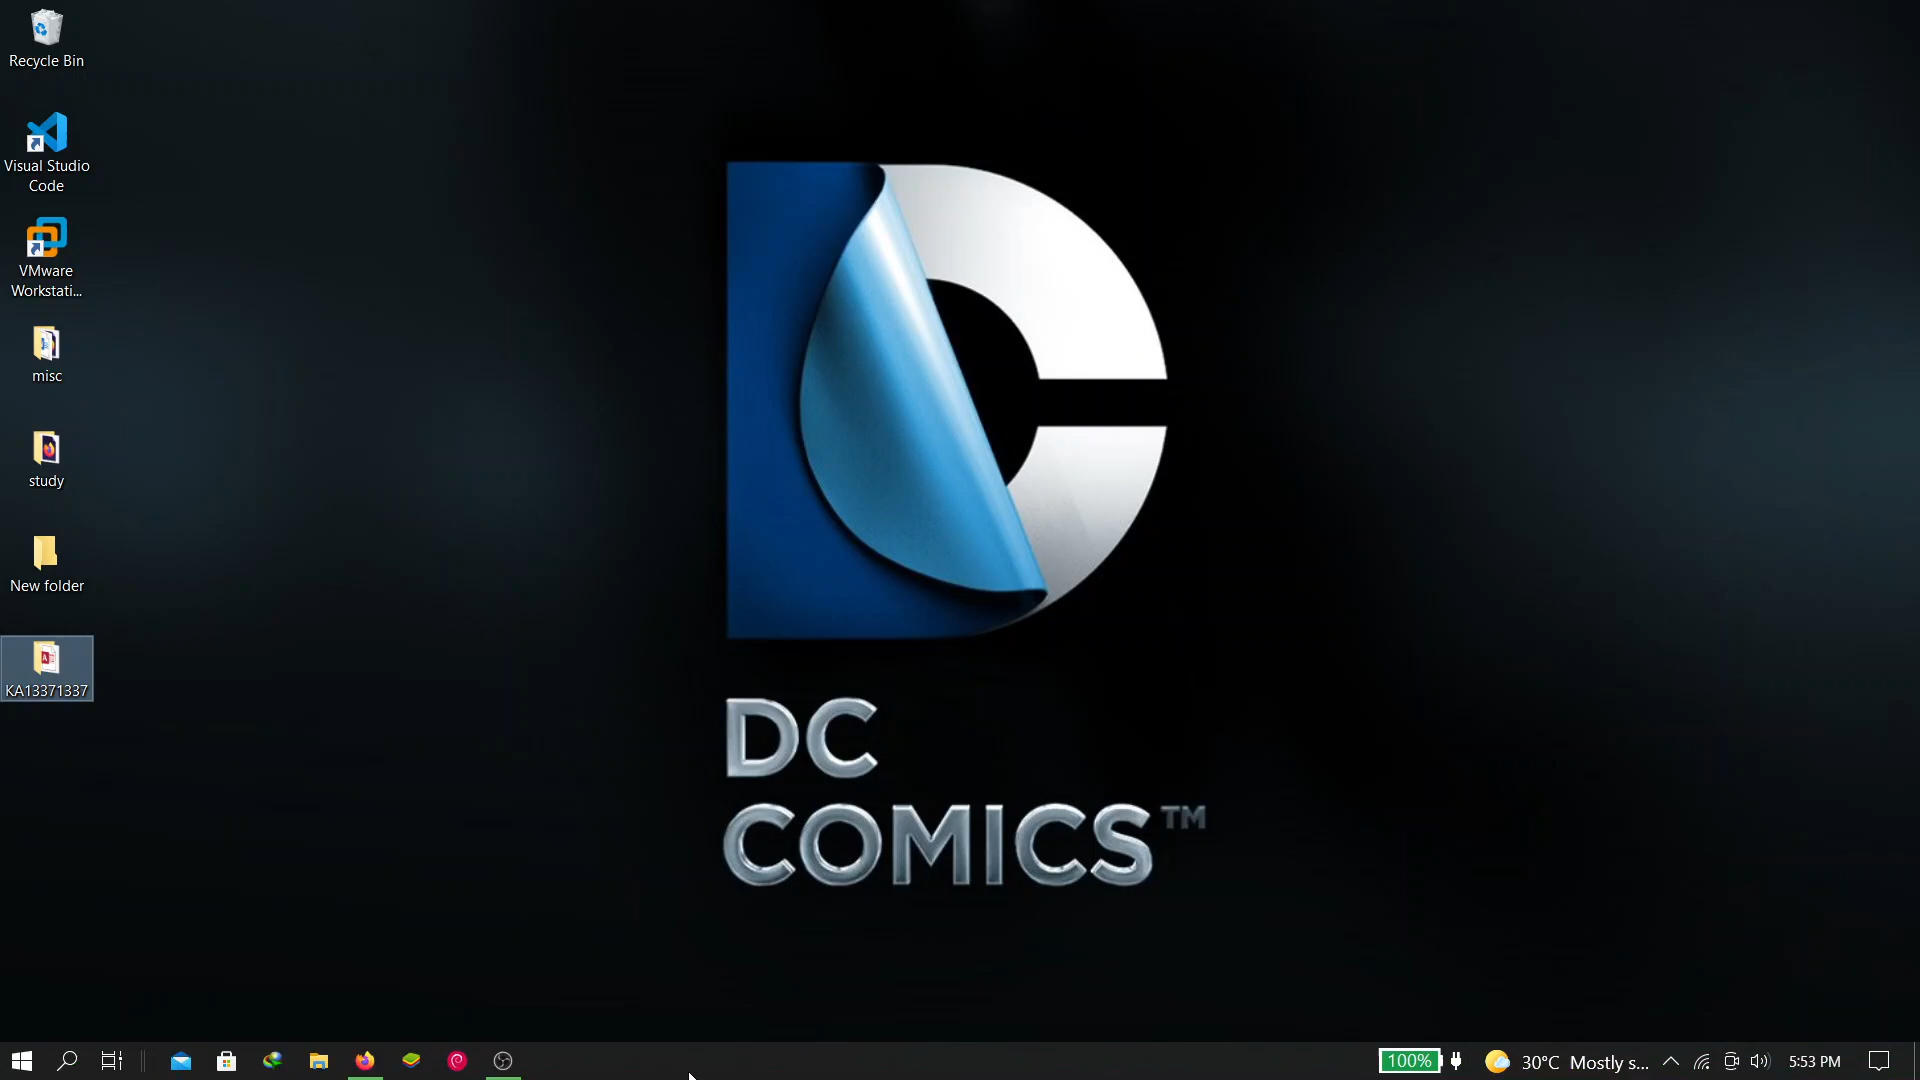 Recycle Bin
Visual Studio
Code
VMware
Workstati...
misc
study
New folder
KA13371337
DC
COMICS™
100%
30°C Mostly s...
5:53 PM